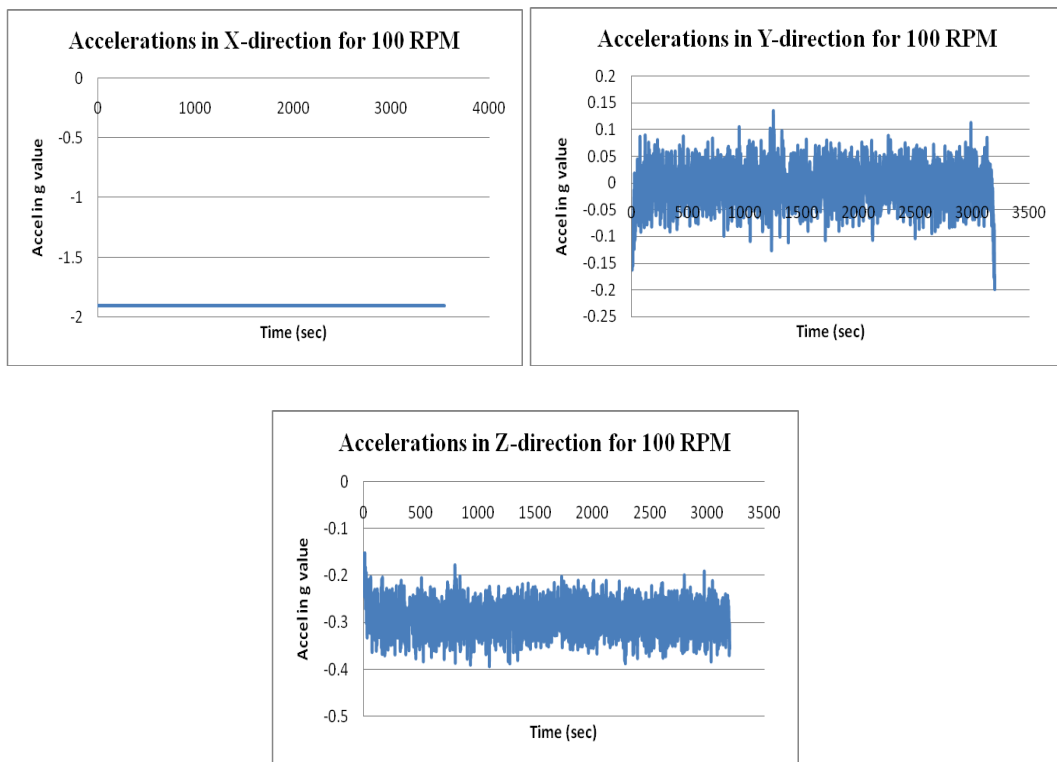 Accelerations in X-direction for 100 RPM
0
0 1000 2000 3000 4000
-0.5
-1
-1.5
-2
Accel in g value
Time (sec)
Accelerations in Y-direction for 100 RPM
0.2
0.15
0.1
0.05
0
0 500 1000 1500 2000 2500 3000 3500
-0.05
-0.1
-0.15
-0.2
-0.25
Accel in g value
Time (sec)
Accelerations in Z-direction for 100 RPM
0
0 500 1000 1500 2000 2500 3000 3500
-0.1
-0.2
-0.3
-0.4
-0.5
Accel in g value
Time (sec)